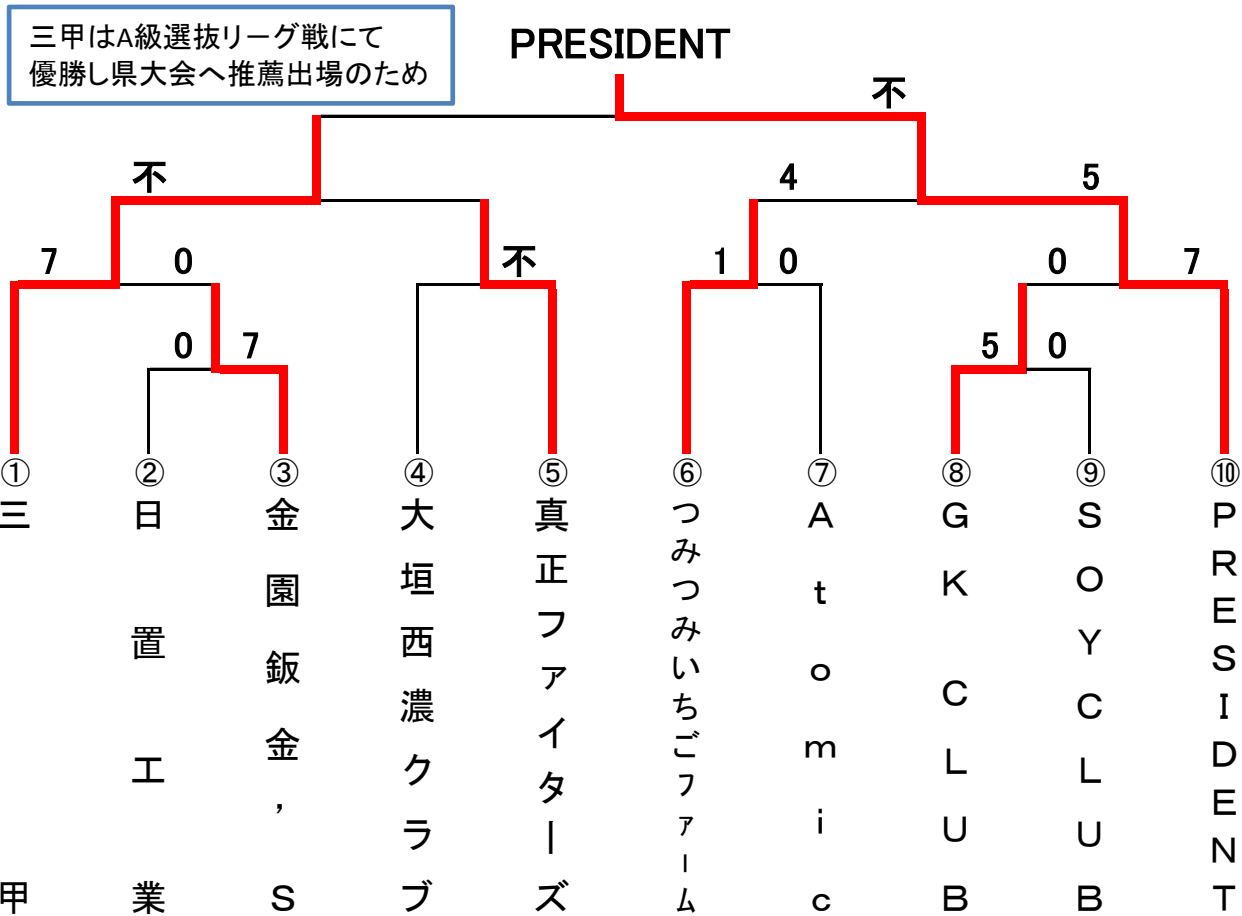 三甲はA級選抜リーグ戦にて
優勝し県大会へ推薦出場のため
PRESIDENT
不
不
4
5
7
0
不
1
0
0
7
0
7
5
0
①
②
③
④
⑤
⑥
⑦
⑧
⑨
⑩
三甲
日置工業
金園鈑金’S
大垣西濃クラブ
真正ファイターズ
つみつみいちごファーム
Atomic
GK CLUB
SOYCLUB
PRESIDENT